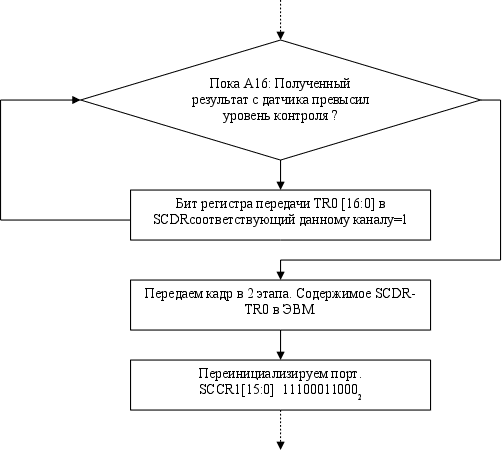 Пока А16: Полученный
результат с датчика превысил
уровень контроля ?
Бит регистра передачи TR0 [16:0] в
SCDRсоответствующий данному каналу=1
Передаем кадр в 2 этапа. Содержимое SCDR-
TR0 в ЭВМ
Переинициализируем порт.
SCCR1[15:0] 11100011000₂